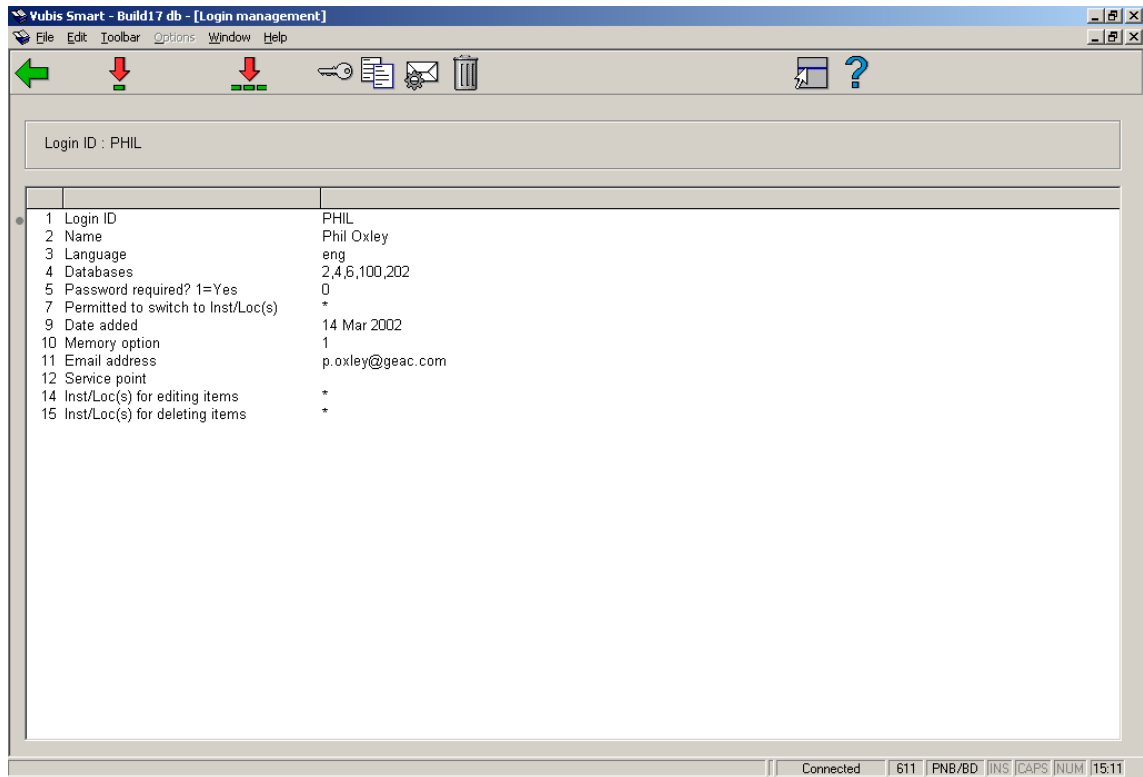 Vubis Smart - Build17 db - [Login management]
File Edit Toolbar Options Window Help
?
Login ID : PHIL
1 Login ID PHIL
2 Name Phil Oxley
3 Language eng
4 Databases 2,4,6,100,202
5 Password required? 1=Yes 0
7 Permitted to switch to Inst/Loc(s) *
9 Date added 14 Mar 2002
10 Memory option 1
11 Email address p.oxley@geac.com
12 Service point
14 Inst/Loc(s) for editing items *
15 Inst/Loc(s) for deleting items *
Connected 611 PNB/BD INS CAPS NUM 15:11